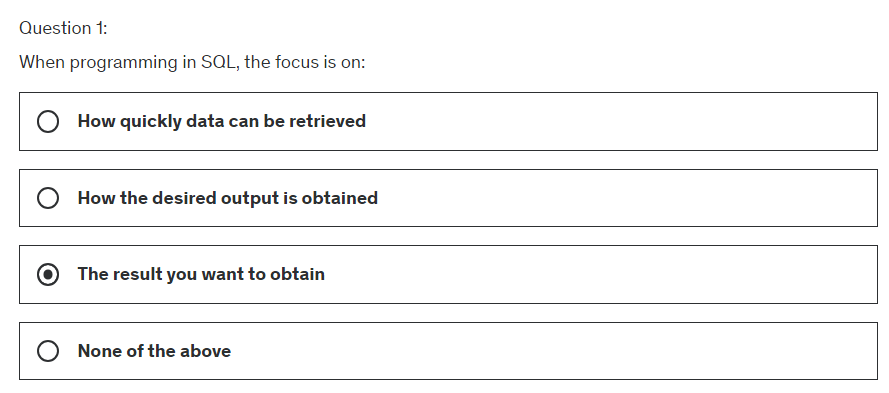 Question 1:
When programming in SQL, the focus is on:
How quickly data can be retrieved
How the desired output is obtained
The result you want to obtain
None of the above